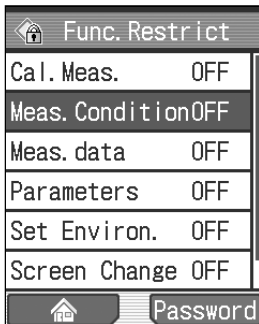 Func. Restrict
Cal. Meas. OFF
Meas. Condition OFF
Meas. data OFF
Parameters OFF
Set Environ. OFF
Screen Change OFF
Password